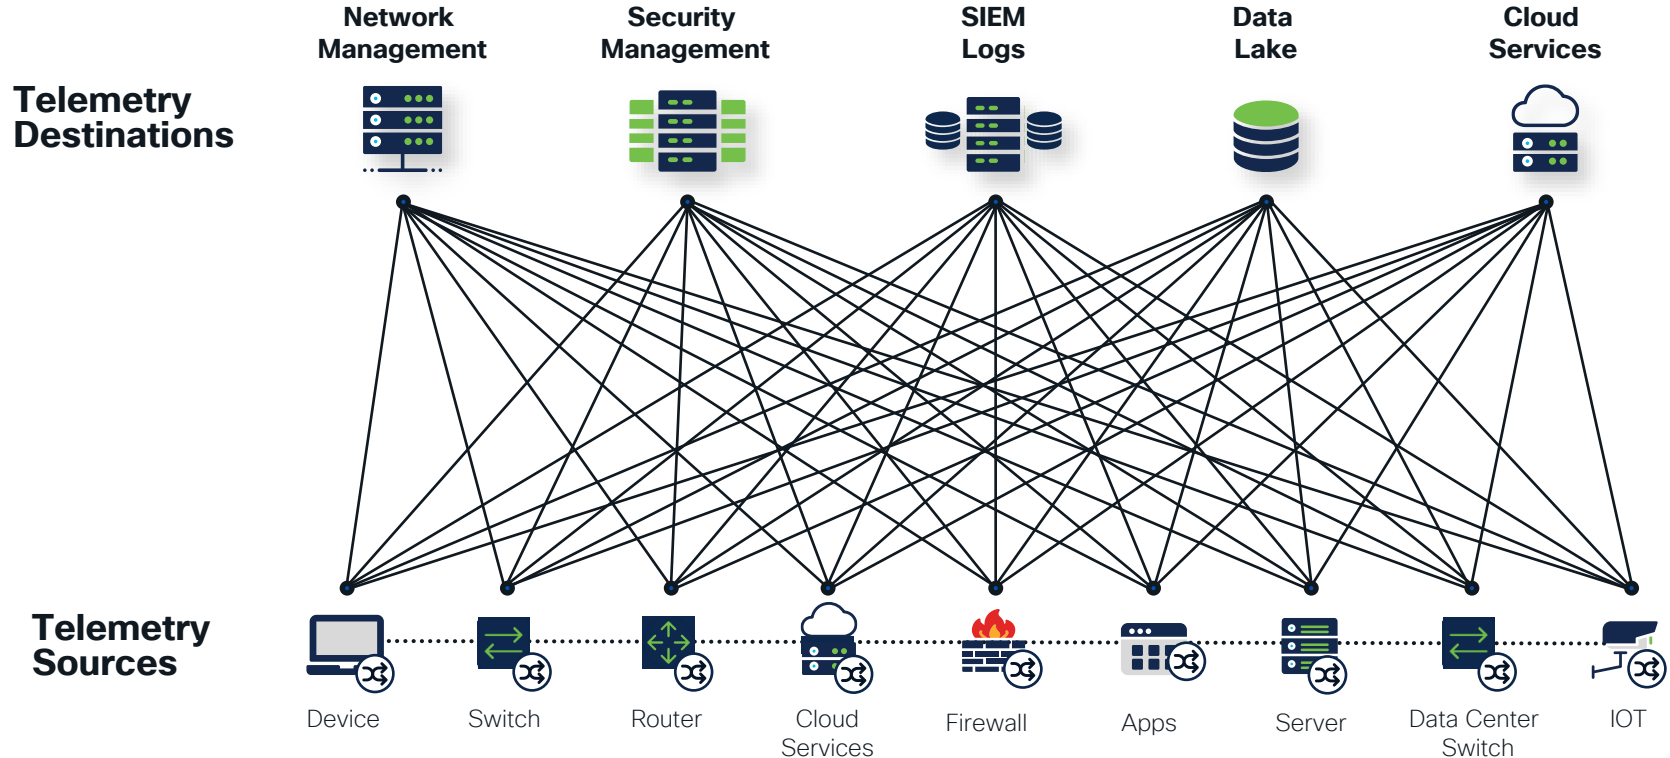 Network
Management
Security
Management
SIEM
Logs
Data
Lake
Cloud
Services
Telemetry
Destinations
Telemetry
Sources
Device
Switch
Router
Cloud
Services
Firewall
Apps
Server
Data Center
Switch
IOT